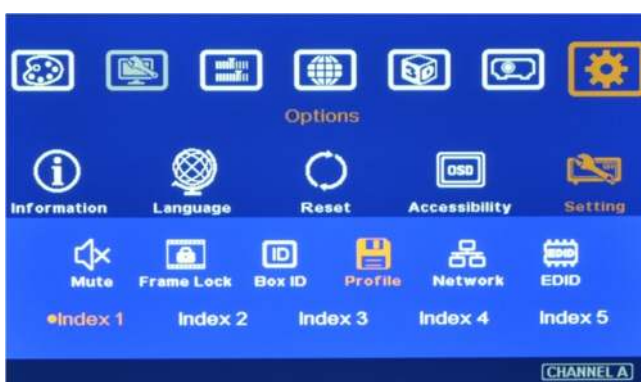 3D
Options
OSD
Information Language Reset Accessibility Setting
ID EDID
Mute Frame Lock Box ID Profile Network EDID
Index 1 Index 2 Index 3 Index 4 Index 5
CHANNEL A